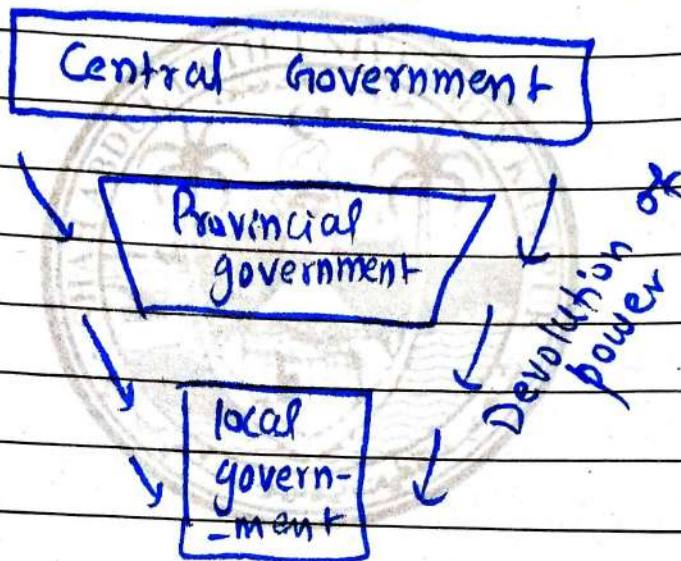 Central Government
Provincial
government
local
govern-
-ment
Devolution of
power